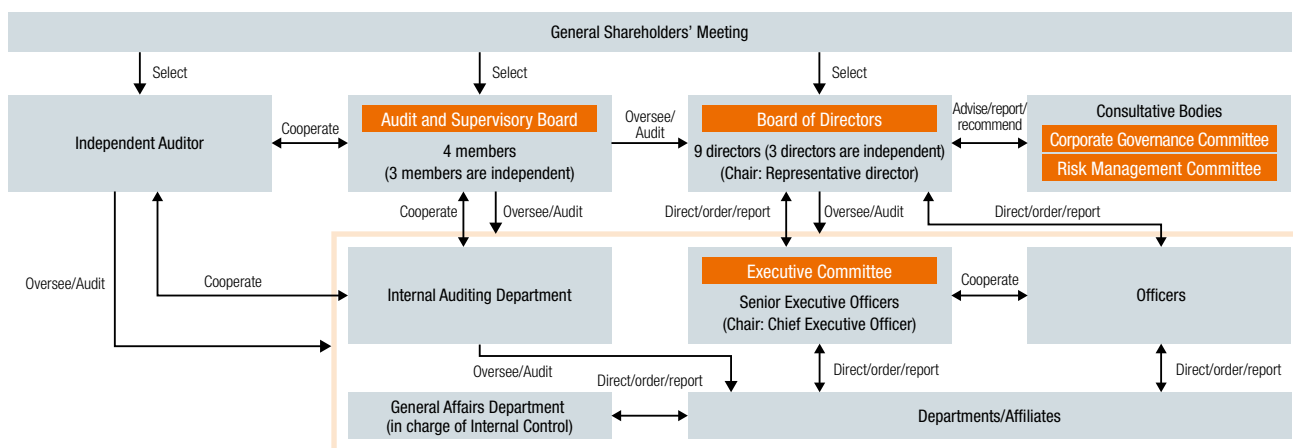 General Shareholders' Meeting
Select
Select
Select
Independent Auditor
Cooperate
Audit and Supervisory Board
4 members
(3 members are independent)
Oversee/
Audit
Board of Directors
9 directors (3 directors are independent)
(Chair: Representative director)
Advise/report/
recommend
Consultative Bodies
Corporate Governance Committee
Risk Management Committee
Cooperate
Oversee/Audit
Direct/order/report
Oversee/Audit
Direct/order/report
Oversee/Audit
Cooperate
Internal Auditing Department
Executive Committee
Senior Executive Officers
(Chair: Chief Executive Officer)
Cooperate
Officers
Oversee/Audit
Direct/order/report
Direct/order/report
Direct/order/report
General Affairs Department
(in charge of Internal Control)
Departments/Affiliates